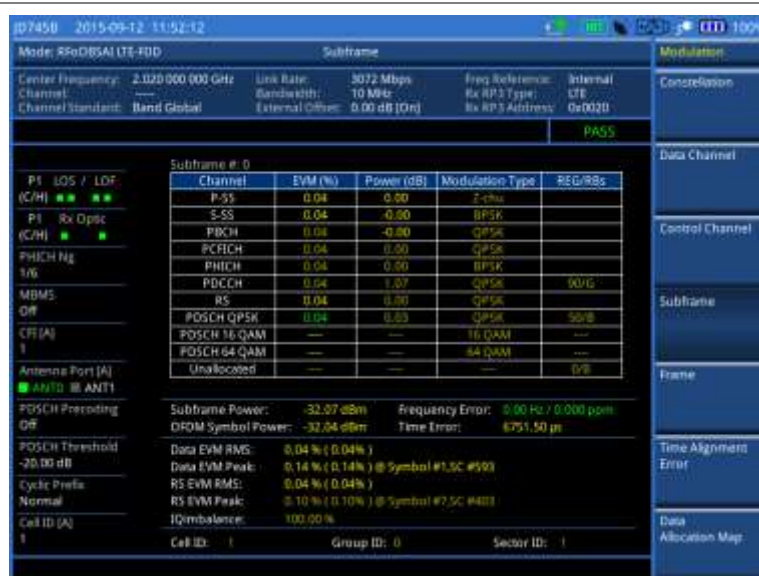 JD745B 2015-09-12 11:52:12 INT 100%
Mode: RFoOBSAI LTE-FDD Subframe
Center Frequency: 2.020 000 000 GHz Link Rate: 3072 Mbps Freq Reference: Internal
Channel: ---- Bandwidth: 10 MHz Rx RP3 Type: LTE
Channel Standard: Band Global External Offset: 0.00 dB [On] Rx RP3 Address: 0x0020
PASS
Subframe #: 0
Channel EVM (%) Power (dB) Modulation Type REG/RBs
P-SS 0.04 0.00 Z-chu
S-SS 0.04 -0.00 BPSK
PBCH 0.04 -0.00 QPSK
PCFICH 0.04 0.00 QPSK
PHICH 0.04 0.00 BPSK
PDCCH 0.04 1.07 QPSK
RS 0.04 0.00 QPSK
PDSCH QPSK 0.04 0.03 QPSK
PDSCH 16 QAM ---- ---- 16 QAM ----
PDSCH 64 QAM ---- ---- 64 QAM ----
Unallocated ---- ---- ----
Subframe Power: -32.07 dBm Frequency Error: 0.00 Hz / 0.000 ppm
OFDM Symbol Power: -32.04 dBm Time Error: 6751.50 µs
Data EVM RMS: 0.04 % ( 0.04% )
Data EVM Peak: 0.14 % ( 0.14% ) @ Symbol #1,SC #593
RS EVM RMS: 0.04 % ( 0.04% )
RS EVM Peak: 0.10 % ( 0.10% ) @ Symbol #7,SC #403
IQimbalance: 100.00 %
Cell ID: 1 Group ID: 0 Sector ID: 1
P1 LOS / LOF
(C/H)
P1 Rx Optic
(C/H)
PHICH Ng
1/6
MBMS
Off
CFI [A]
1
Antenna Port [A]
ANT0 ANT1
PDSCH Precoding
Off
PDSCH Threshold
-20.00 dB
Cyclic Prefix
Normal
Cell ID [A]
1
Modulation
Constellation
Data Channel
Control Channel
Subframe
Frame
Time Alignment
Error
Data
Allocation Map